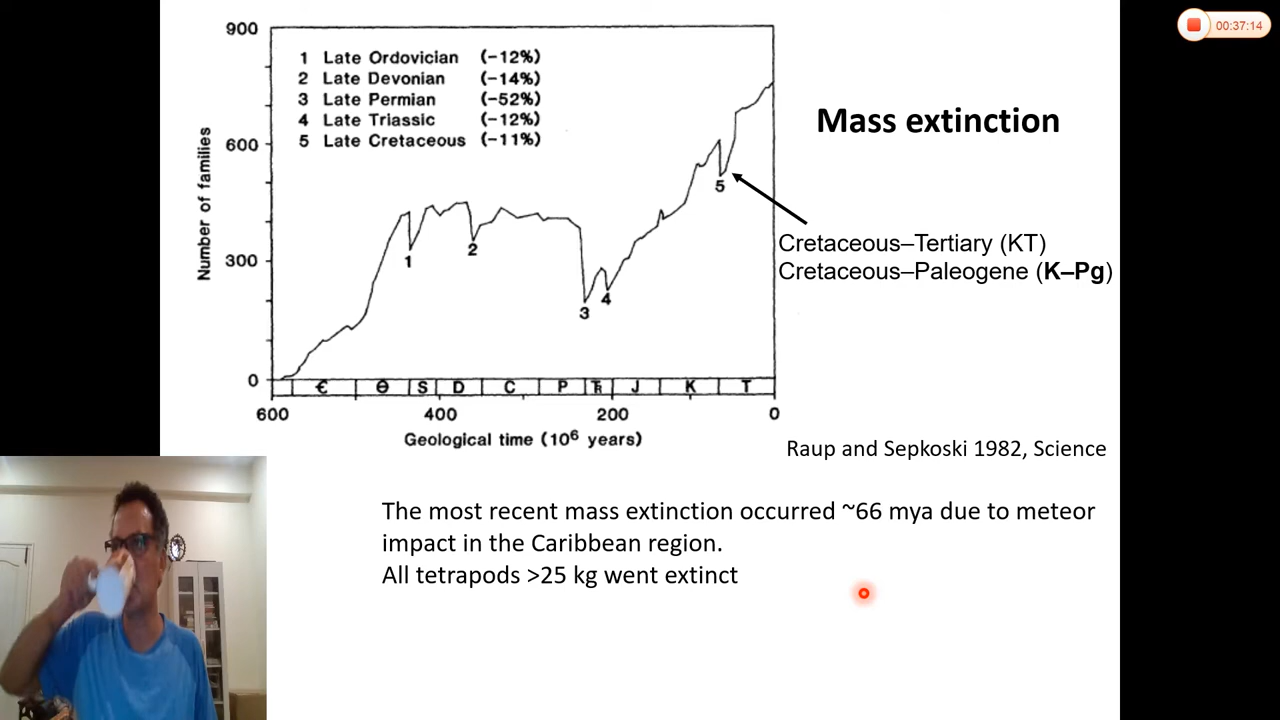 00:37:14
900
600
300
0
Number of families
1 Late Ordovician (−12%)
2 Late Devonian (−14%)
3 Late Permian (−52%)
4 Late Triassic (−12%)
5 Late Cretaceous (−11%)
1
2
3
4
5
Є Ɵ S D C P Ћ J K T
600 400 200 0
Geological time (10⁶ years)
Mass extinction
Cretaceous–Tertiary (KT)
Cretaceous–Paleogene (K–Pg)
Raup and Sepkoski 1982, Science
The most recent mass extinction occurred ~66 mya due to meteor
impact in the Caribbean region.
All tetrapods >25 kg went extinct